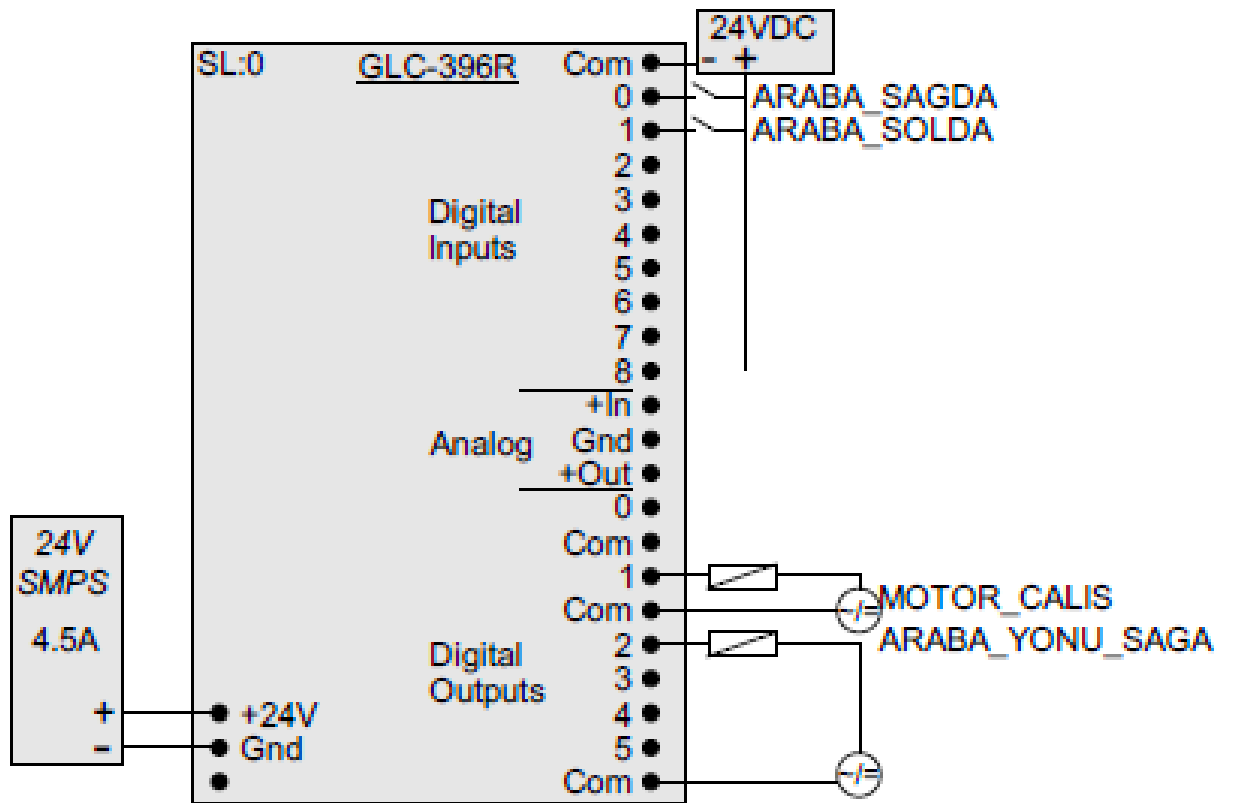 24VDC
- +
SL:0 GLC-396R Com
0 ARABA_SAGDA
1 ARABA_SOLDA
2
3
Digital
Inputs
4
5
6
7
8
+In
Analog Gnd
+Out
0
Com
1
Com MOTOR_CALIS
2 ARABA_YONU_SAGA
Digital
Outputs
3
4
5
Com
24V
SMPS
4.5A
+ +24V
- Gnd
-/=
-/=